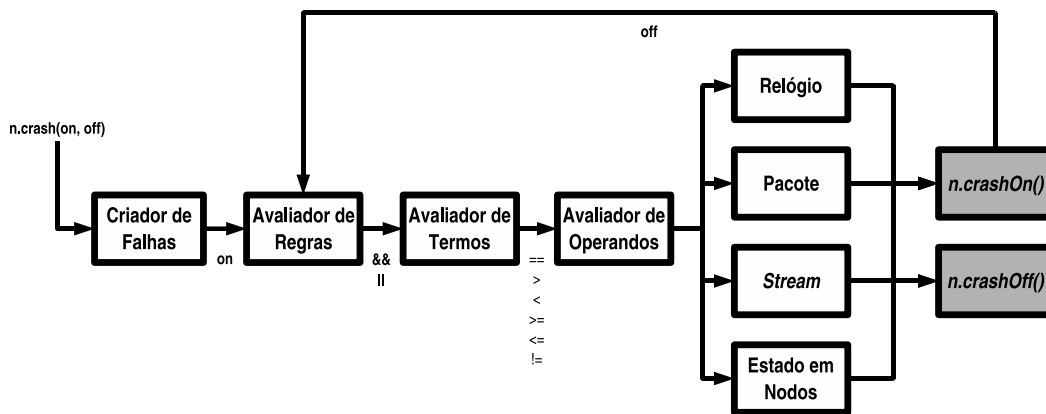 off
n.crash(on, off)
Criador de
Falhas
on
Avaliador de
Regras
&&
||
Avaliador de
Termos
==
>
<
>=
<=
!=
Avaliador de
Operandos
Relógio
Pacote
Stream
Estado em
Nodos
n.crashOn()
n.crashOff()